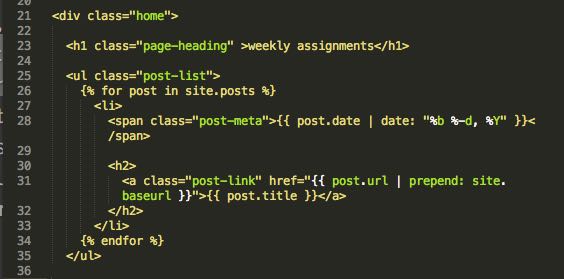 20
21 <div class="home">
22
23 <h1 class="page-heading" >weekly assignments</h1>
24
25 <ul class="post-list">
26 {% for post in site.posts %}
27 <li>
28 <span class="post-meta">{{ post.date | date: "%b %-d, %Y" }}<
/span>
29
30 <h2>
31 <a class="post-link" href="{{ post.url | prepend: site.
baseurl }}">{{ post.title }}</a>
32 </h2>
33 </li>
34 {% endfor %}
35 </ul>
36